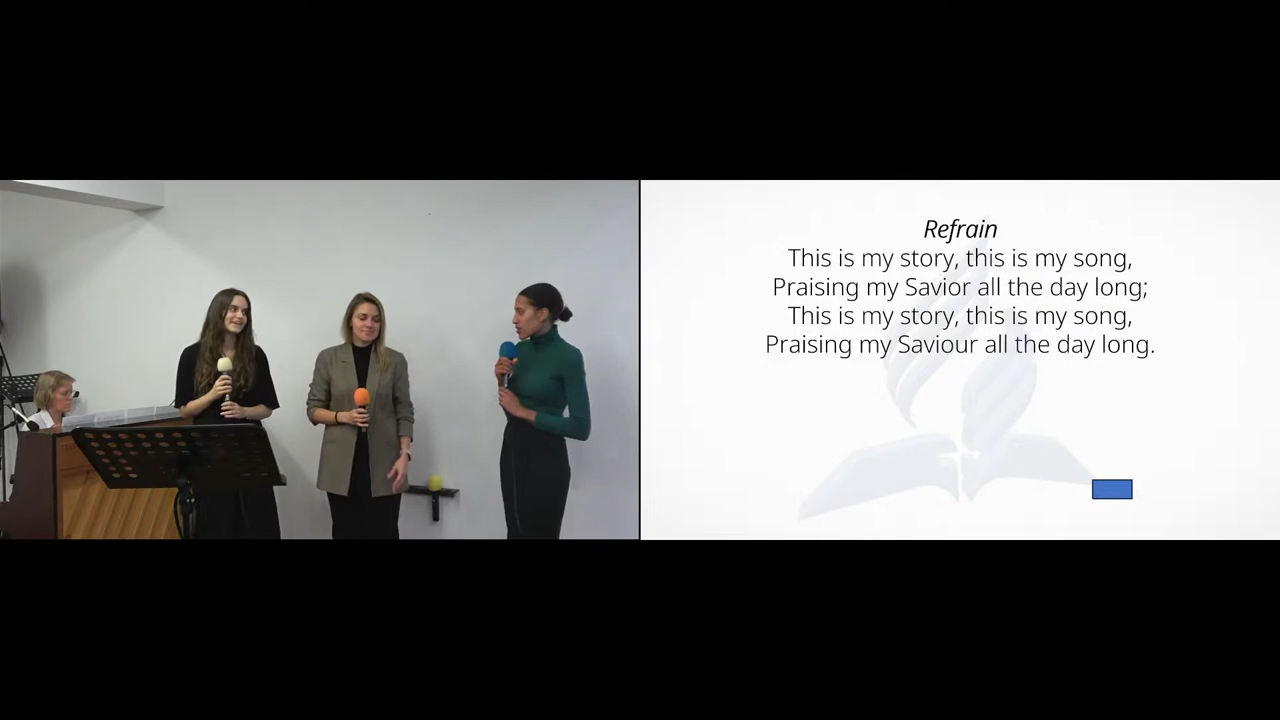 Refrain
This is my story, this is my song,
Praising my Savior all the day long;
This is my story, this is my song,
Praising my Saviour all the day long.